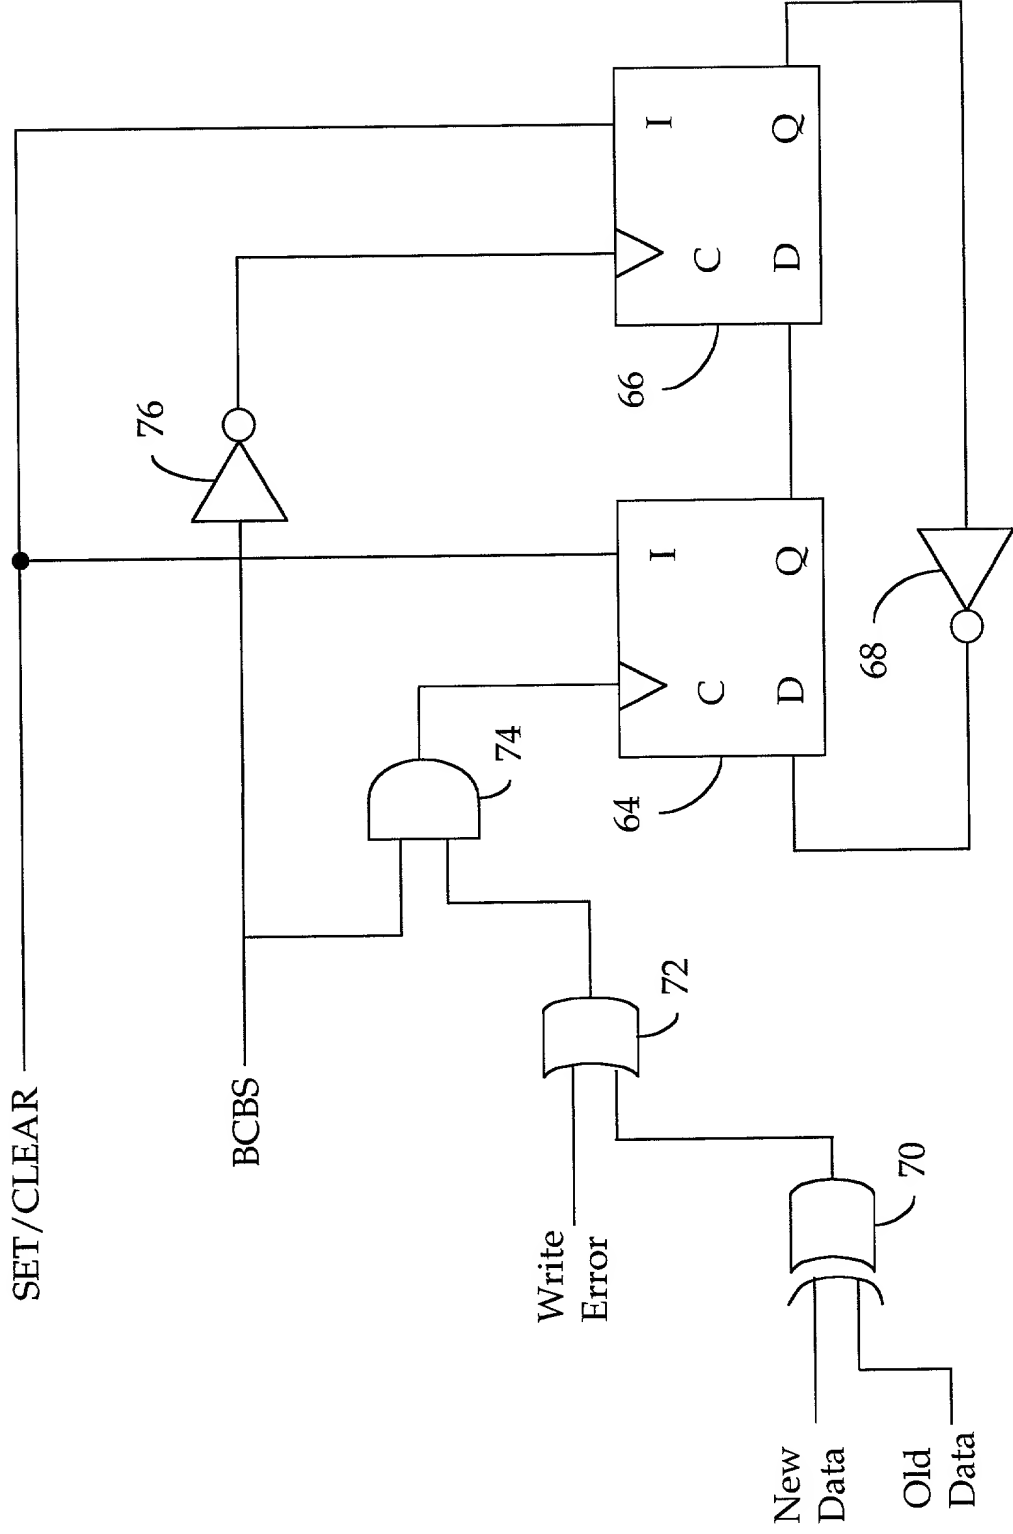 SET/CLEAR
BCBS
76
I
C
Q
D
66
I
C
Q
D
64
74
68
72
Write
Error
70
New
Data
Old
Data